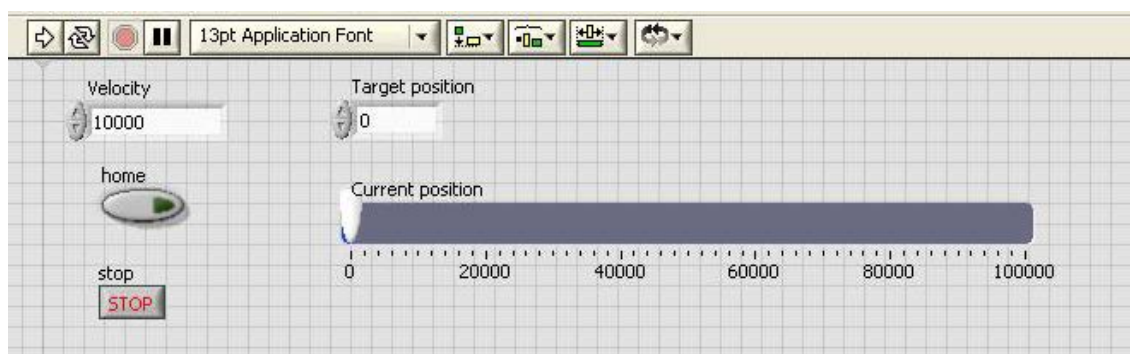 13pt Application Font
Velocity
Target position
10000
0
home
Current position
0 20000 40000 60000 80000 100000
stop
STOP